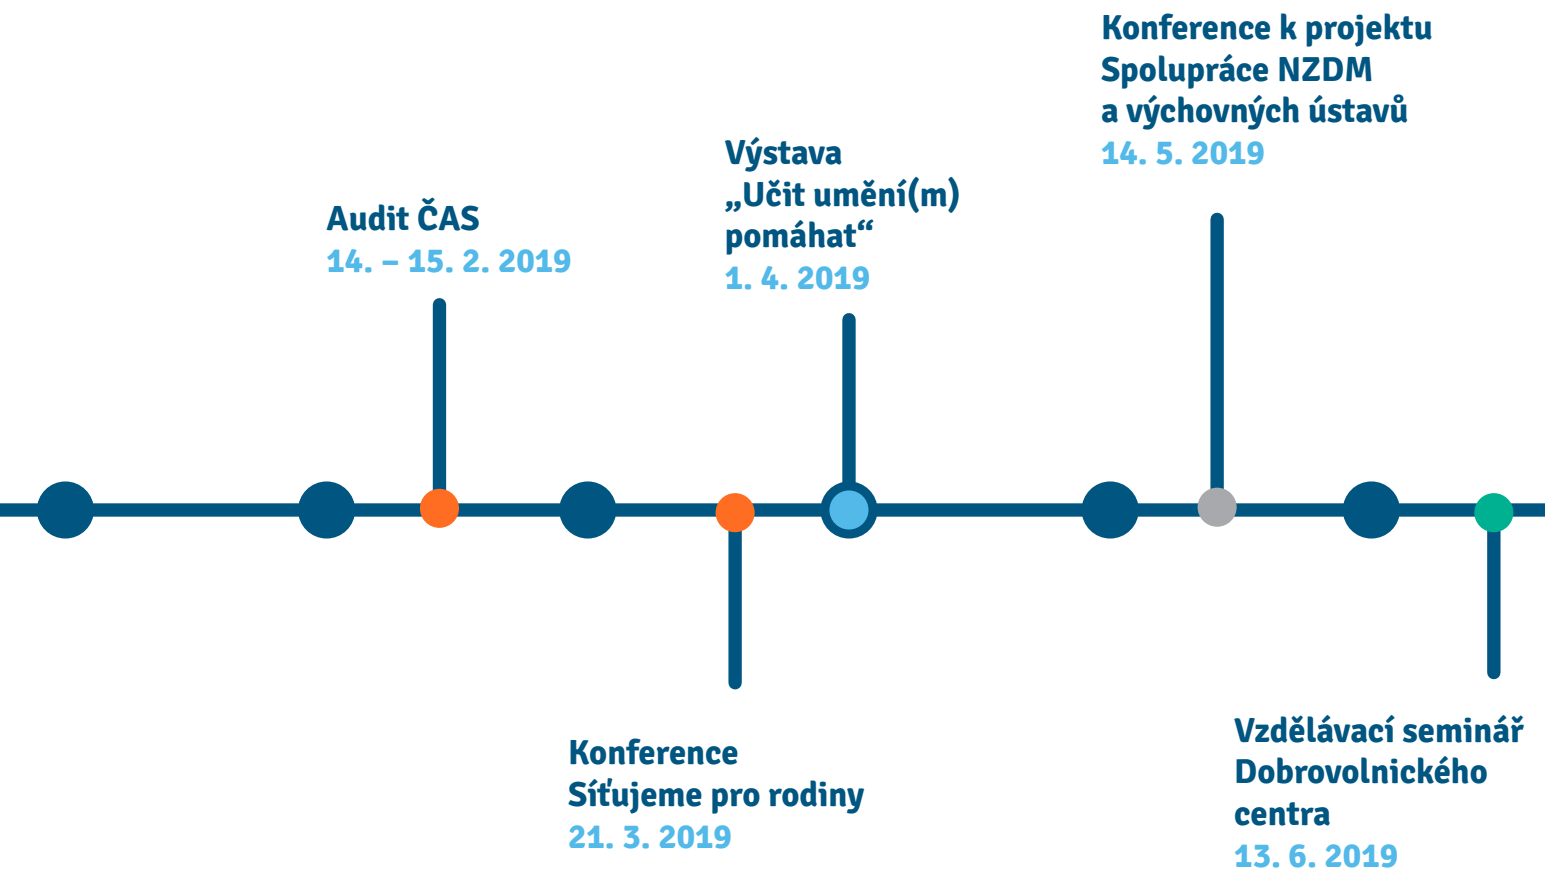 Konference k projektu
Spolupráce NZDM
a výchovných ústavů
14. 5. 2019
Výstava
„Učit umění(m)
pomáhat“
1. 4. 2019
Audit ČAS
14. – 15. 2. 2019
Konference
Síťujeme pro rodiny
21. 3. 2019
Vzdělávací seminář
Dobrovolnického
centra
13. 6. 2019